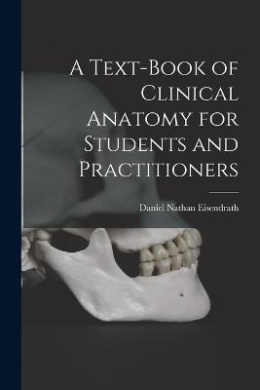 A Text-Book of
Clinical
Anatomy for
Students and
Practitioners
Daniel Nathan Eisendrath